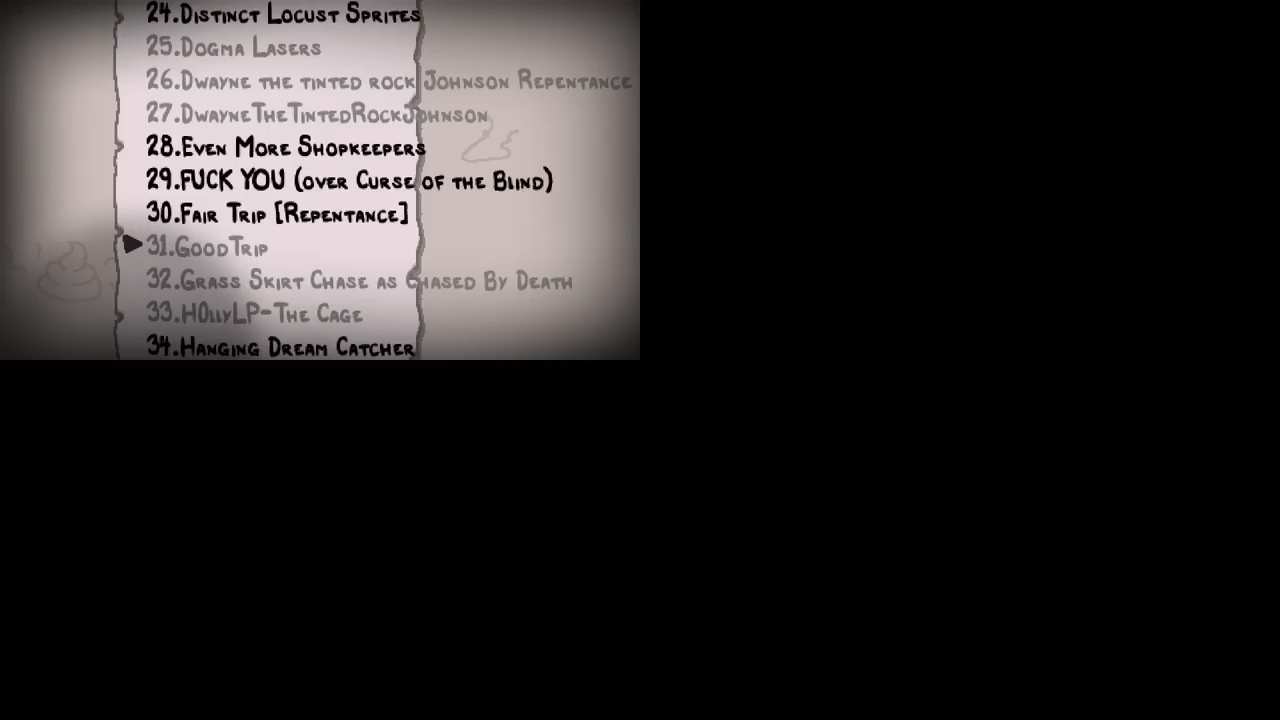 24.Distinct Locust Sprites
25.Dogma Lasers
26.Dwayne the tinted rock Johnson Repentance
27.DwayneTheTintedRockJohnson
28.Even More Shopkeepers
29.FUCK YOU (over Curse of the Blind)
30.Fair Trip [Repentance]
31.GoodTrip
32.Grass Skirt Chase as Chased By Death
33.H0llyLP-The Cage
34.Hanging Dream Catcher